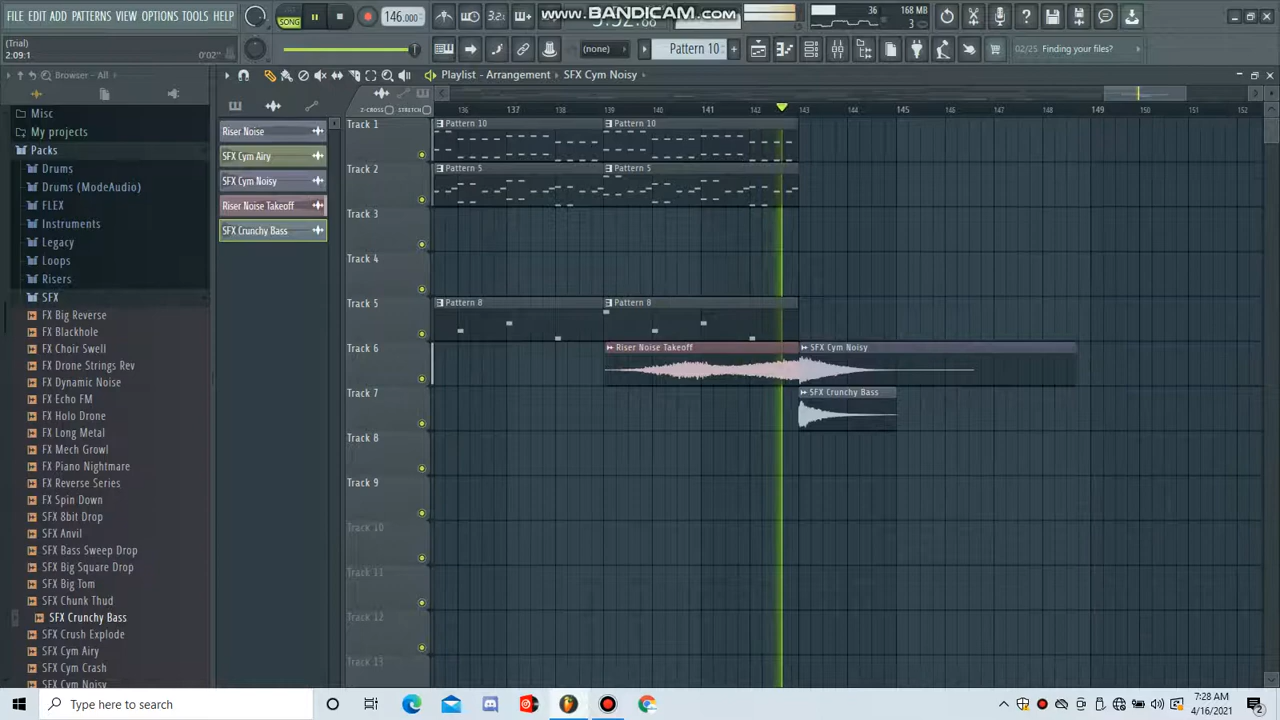 FILE EDIT ADD PATTERNS VIEW OPTIONS TOOLS HELP
SONG
146.000
www.BANDICAM.com
36
168 MB
3
(Trial)
2:09:1
0'02"
(none)
Pattern 10
02/25 Finding your files?
Browser - All
Playlist - Arrangement
SFX Cym Noisy
Misc
My projects
Packs
Drums
Drums (ModeAudio)
FLEX
Instruments
Legacy
Loops
Risers
SFX
FX Big Reverse
FX Blackhole
FX Choir Swell
FX Drone Strings Rev
FX Dynamic Noise
FX Echo FM
FX Holo Drone
FX Long Metal
FX Mech Growl
FX Piano Nightmare
FX Reverse Series
FX Spin Down
SFX 8bit Drop
SFX Anvil
SFX Bass Sweep Drop
SFX Big Square Drop
SFX Big Tom
SFX Chunk Thud
SFX Crunchy Bass
SFX Crush Explode
SFX Cym Airy
SFX Cym Crash
SFX Cym Noisy
Riser Noise
SFX Cym Airy
SFX Cym Noisy
Riser Noise Takeoff
SFX Crunchy Bass
Z-CROSS STRETCH
136 137 138 139 140 141 142 143 144 145 146 147 148 149 150 151 152
Track 1
Pattern 10
Pattern 10
Track 2
Pattern 5
Pattern 5
Track 3
Track 4
Track 5
Pattern 8
Pattern 8
Track 6
Riser Noise Takeoff
SFX Cym Noisy
Track 7
SFX Crunchy Bass
Track 8
Track 9
Track 10
Track 11
Track 12
Track 13
Type here to search
7:28 AM
4/16/2021
2